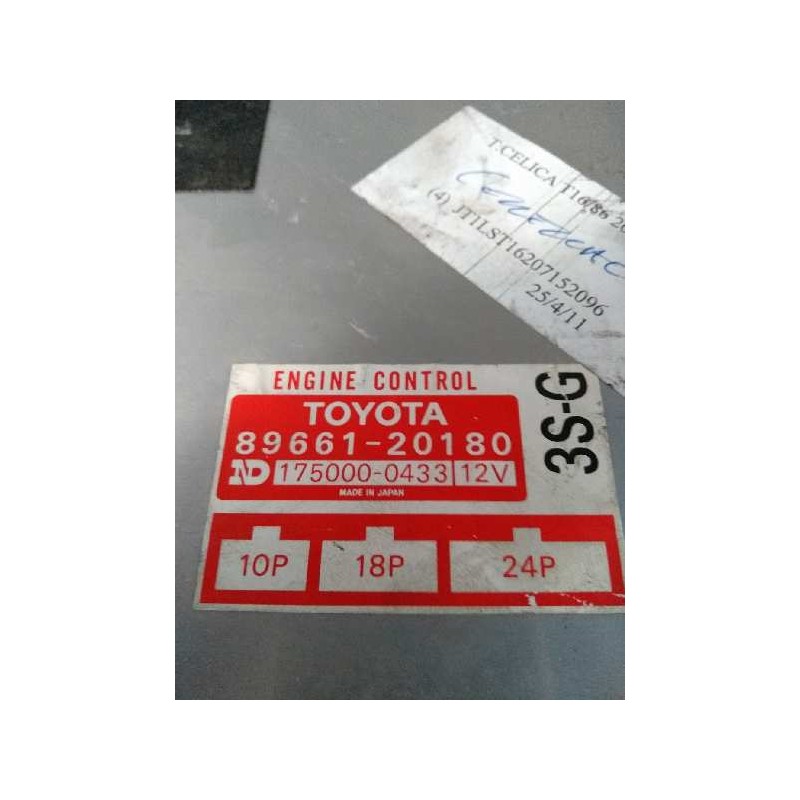 T.CELICA T16/86
(4) JT1LST16207152096
25/4/11
ENGINE CONTROL
TOYOTA
89661-20180
ND 175000-0433 12V
MADE IN JAPAN
3S-G
10P 18P 24P